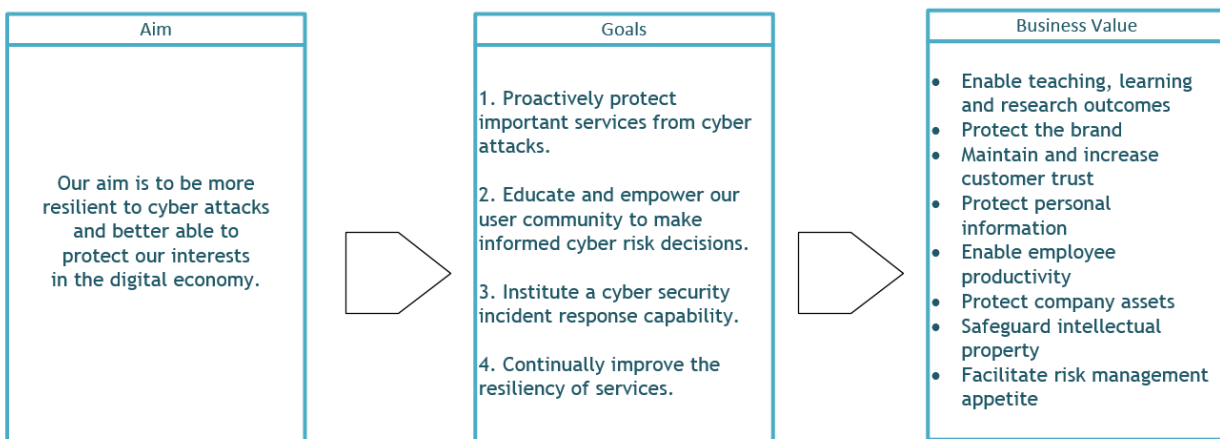 Aim
Our aim is to be more
resilient to cyber attacks
and better able to
protect our interests
in the digital economy.
Goals
1. Proactively protect
important services from cyber
attacks.
2. Educate and empower our
user community to make
informed cyber risk decisions.
3. Institute a cyber security
incident response capability.
4. Continually improve the
resiliency of services.
Business Value
• Enable teaching, learning
and research outcomes
• Protect the brand
• Maintain and increase
customer trust
• Protect personal
information
• Enable employee
productivity
• Protect company assets
• Safeguard intellectual
property
• Facilitate risk management
appetite